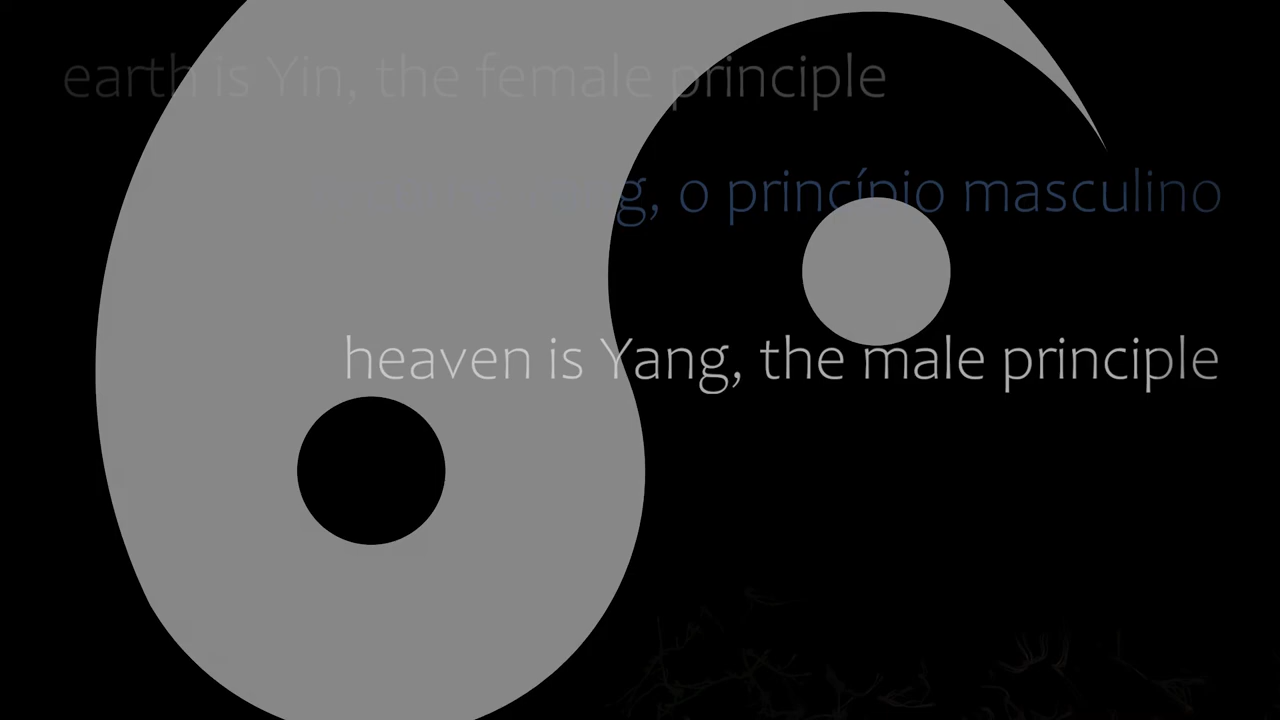 earth is Yin, the female principle
o princípio masculino
heaven is Yang, the male principle